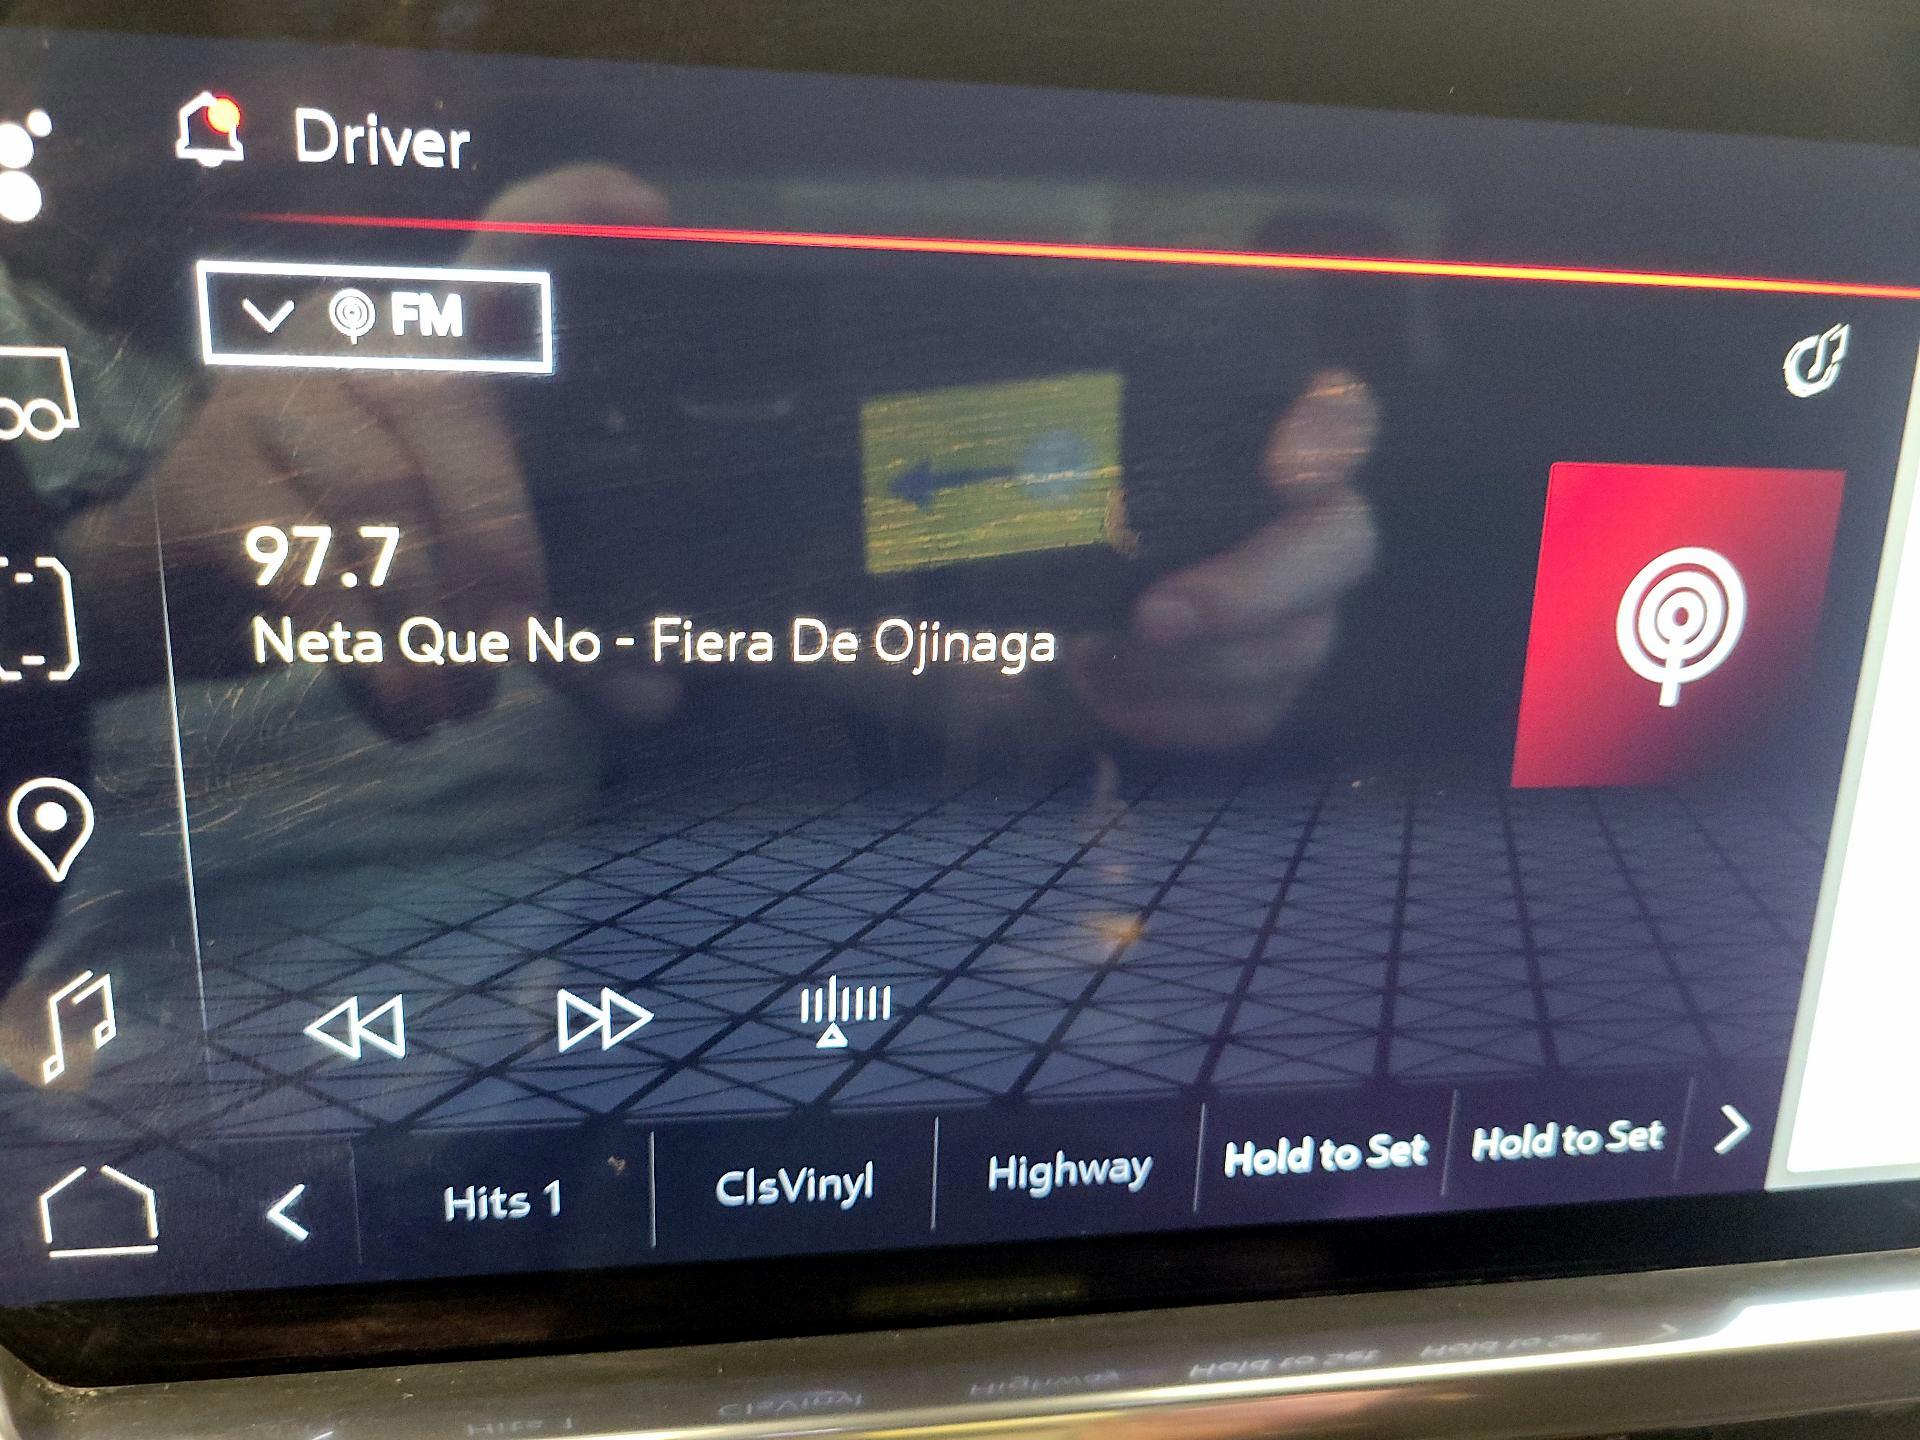 Driver
FM
97.7
Neta Que No - Fiera De Ojinaga
Hits 1
ClsVinyl
Highway
Hold to Set
Hold to Set